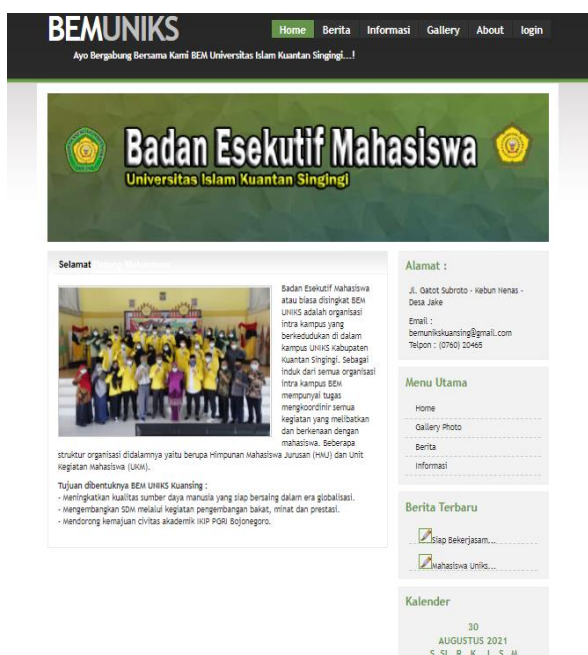 BEMUNIKS
Home Berita Informasi Gallery About login
Ayo Bergabung Bersama Kami BEM Universitas Islam Kuantan Singingi...!
Badan Esekutif Mahasiswa
Universitas Islam Kuantan Singingi
Selamat
Badan Esekutif Mahasiswa
atau biasa disingkat BEM
UNIKS adalah organisasi
intra kampus yang
berkedudukan di dalam
kampus UNIKS Kabupaten
Kuantan Singingi. Sebagai
induk dari semua organisasi
intra kampus BEM
mempunyai tugas
mengkoordinir semua
kegiatan yang melibatkan
dan berkenaan dengan
mahasiswa. Beberapa
struktur organisasi didalamnya yaitu berupa Himpunan Mahasiswa Jurusan (HMJ) dan Unit
Kegiatan Mahasiswa (UKM).
Tujuan dibentuknya BEM UNIKS Kuansing :
- Meningkatkan kualitas sumber daya manusia yang siap bersaing dalam era globalisasi.
- Mengembangkan SDM melalui kegiatan pengembangan bakat, minat dan prestasi.
- Mendorong kemajuan civitas akademik IKIP PGRI Bojonegoro.
Alamat :
Jl. Gatot Subroto - Kebun Nenas -
Desa Jake
Email :
bemunikskuansing@gmail.com
Telpon : (0760) 20465
Menu Utama
Home
Gallery Photo
Berita
Informasi
Berita Terbaru
Siap Bekerjasam...
Mahasiswa Uniks...
Kalender
30
AUGUSTUS 2021
S SL R K J S M